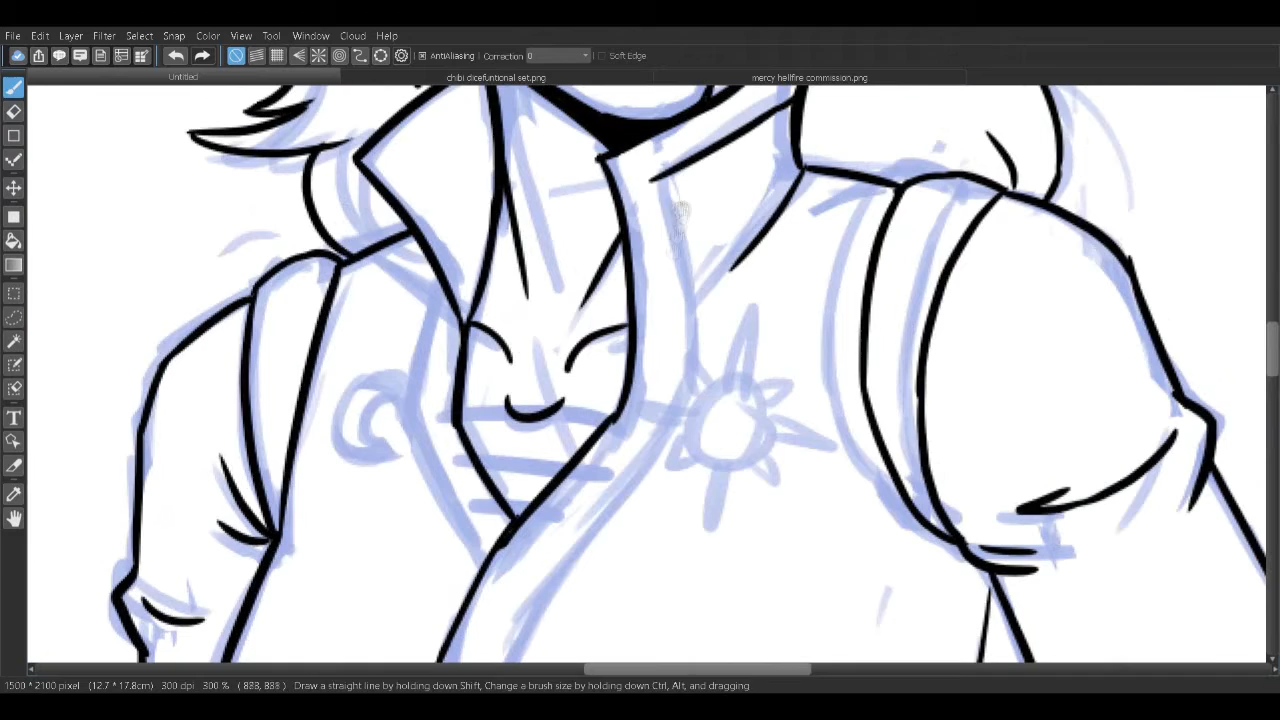 File Edit Layer Filter Select Snap Color View Tool Window Cloud Help
AntiAliasing Correction 0 Soft Edge
Untitled chibi dicefuntional set.png mercy hellfire commission.png
T
1500 * 2100 pixel (12.7 * 17.8cm) 300 dpi 300 % ( 888, 888 ) Draw a straight line by holding down Shift, Change a brush size by holding down Ctrl, Alt, and dragging